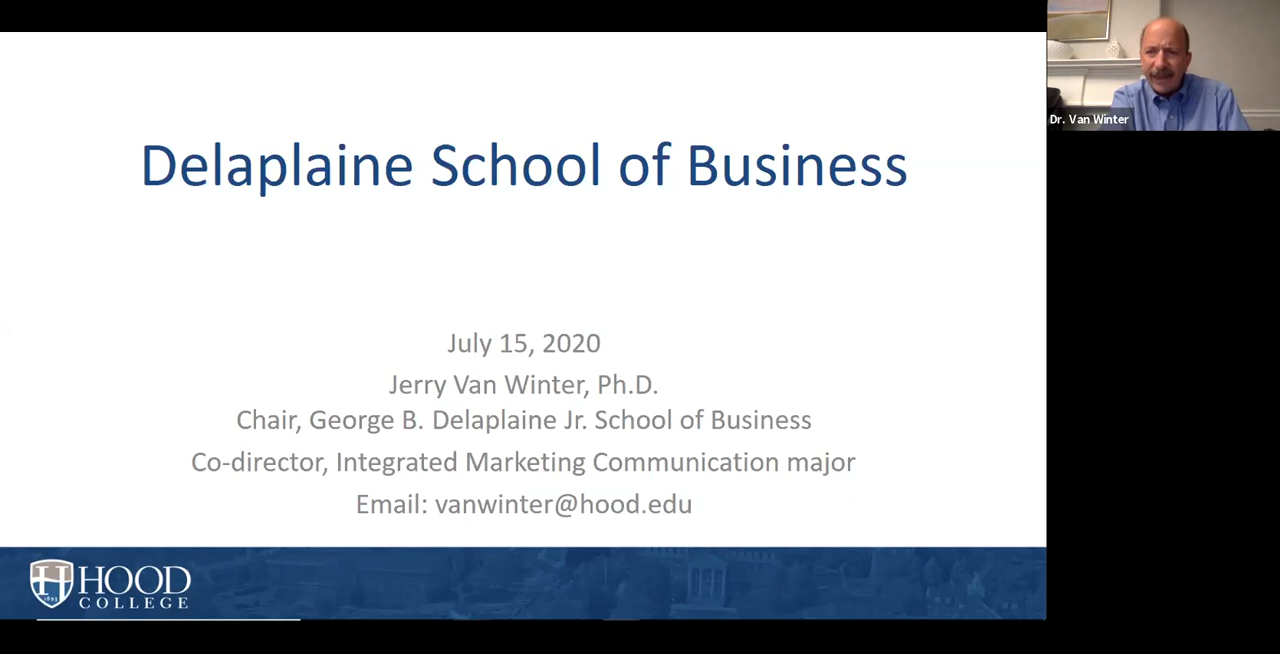 Dr. Van Winter
Delaplaine School of Business
July 15, 2020
Jerry Van Winter, Ph.D.
Chair, George B. Delaplaine Jr. School of Business
Co-director, Integrated Marketing Communication major
Email: vanwinter@hood.edu
H
1893
HOOD
COLLEGE